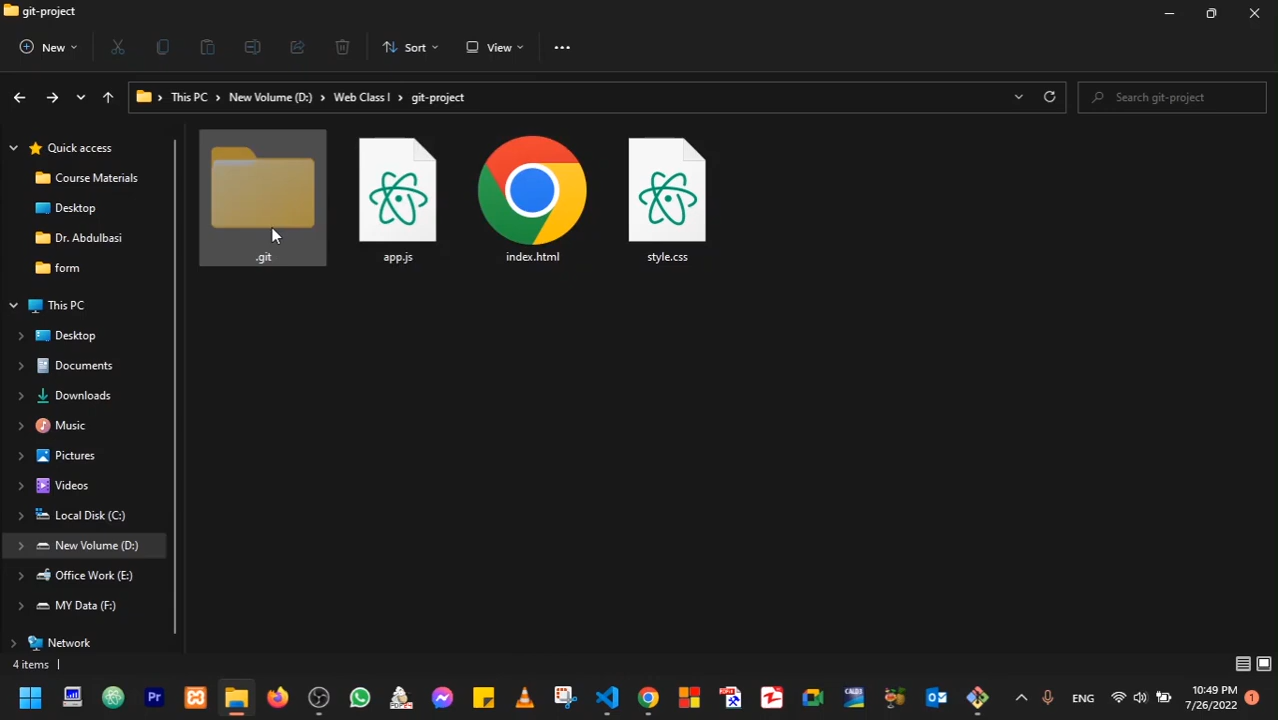 git-project
New
Sort
View
This PC
New Volume (D:)
Web Class I
git-project
Search git-project
Quick access
Course Materials
Desktop
Dr. Abdulbasi
form
This PC
Desktop
Documents
Downloads
Music
Pictures
Videos
Local Disk (C:)
New Volume (D:)
Office Work (E:)
MY Data (F:)
Network
.git
app.js
index.html
style.css
4 items
Pr
ENG
10:49 PM
7/26/2022
1